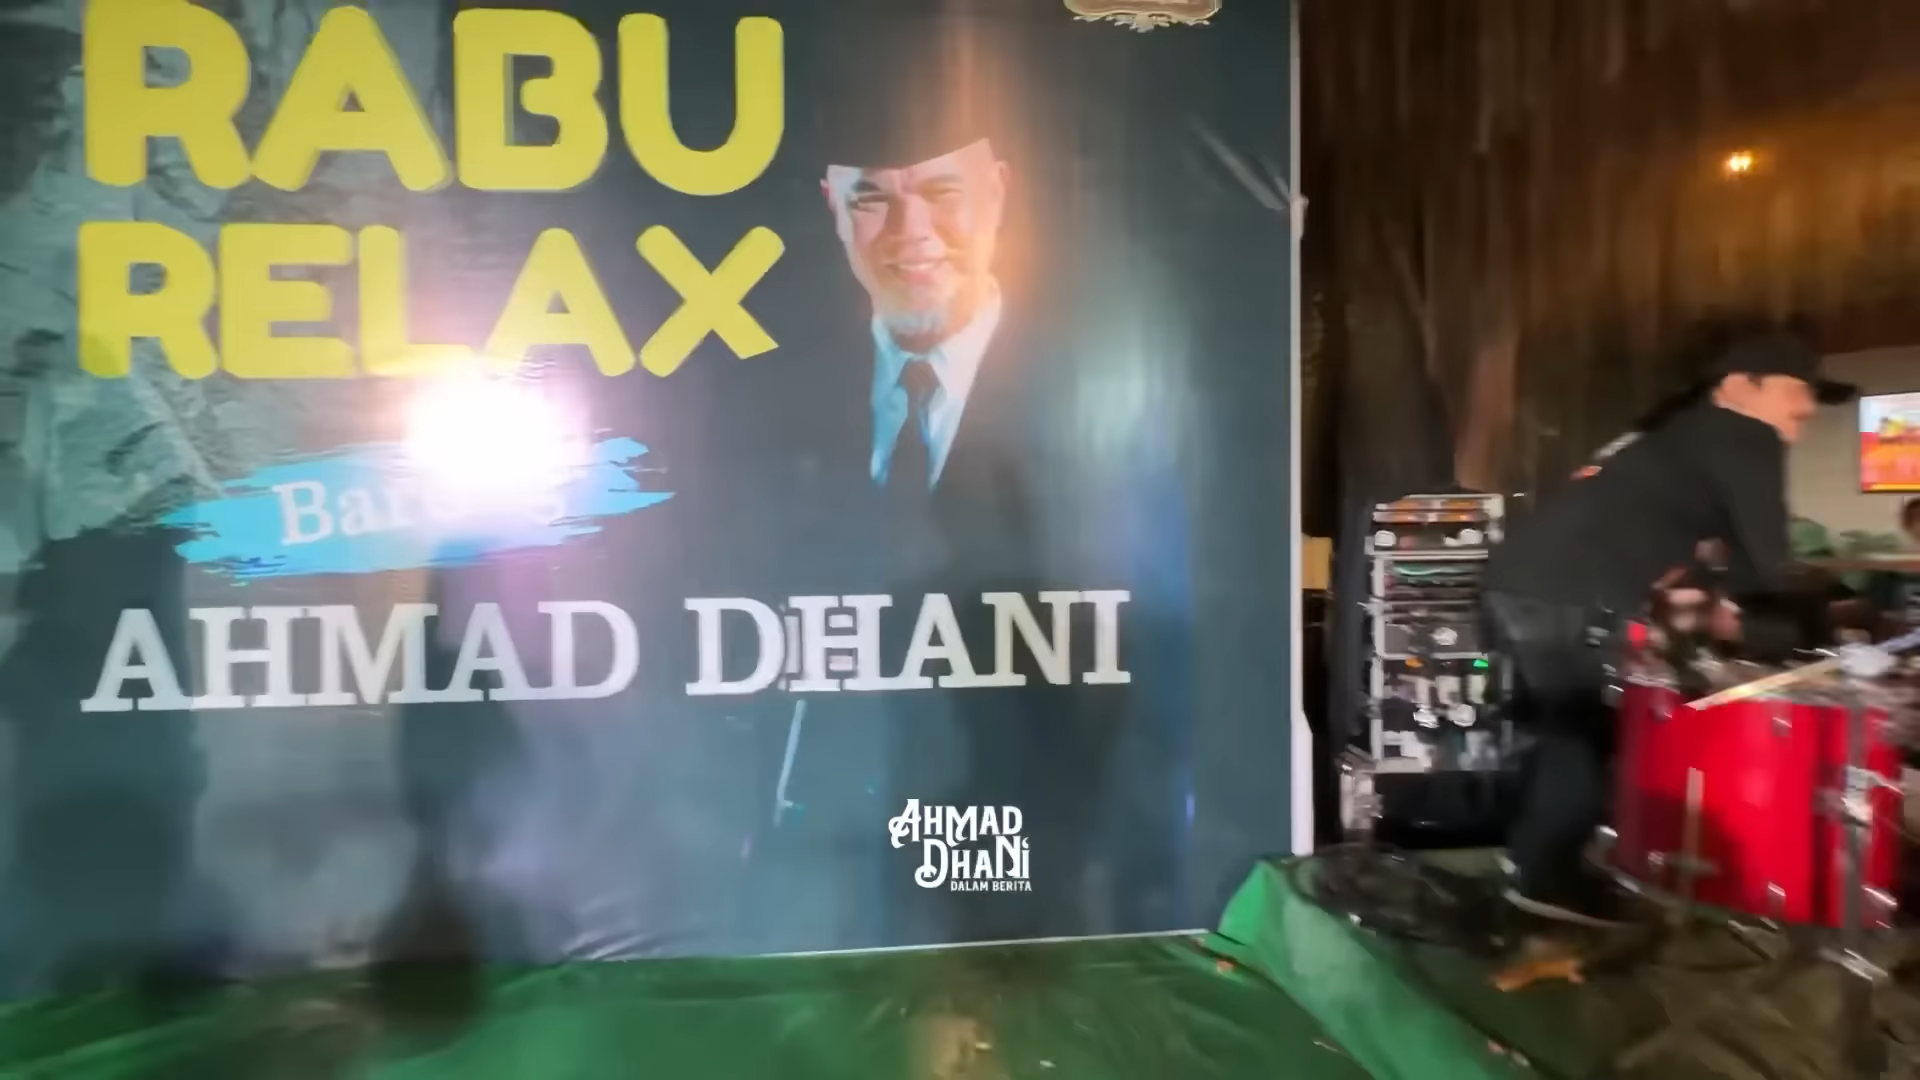 RABU
RELAX
AHMAD DHANI
AHMAD
DHANI
DALAM BERITA